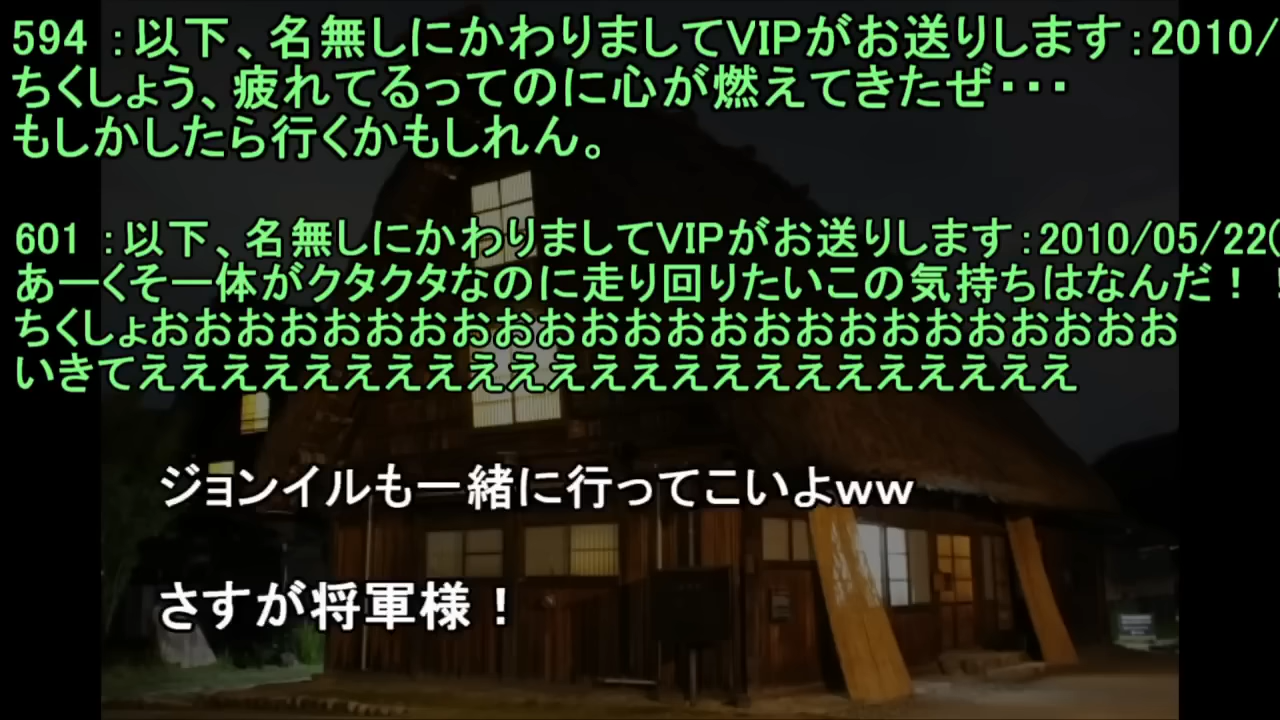 594 ：以下、名無しにかわりましてVIPがお送りします：2010/
ちくしょう、疲れてるってのに心が燃えてきたぜ・・・
もしかしたら行くかもしれん。
601 ：以下、名無しにかわりましてVIPがお送りします：2010/05/22(
あーくそ一体がクタクタなのに走り回りたいこの気持ちはなんだ！！
ちくしょおおおおおおおおおおおおおおおおおおおおおおおお
いきてえええええええええええええええええええええええ
ジョンイルも一緒に行ってこいよww
さすが将軍様！